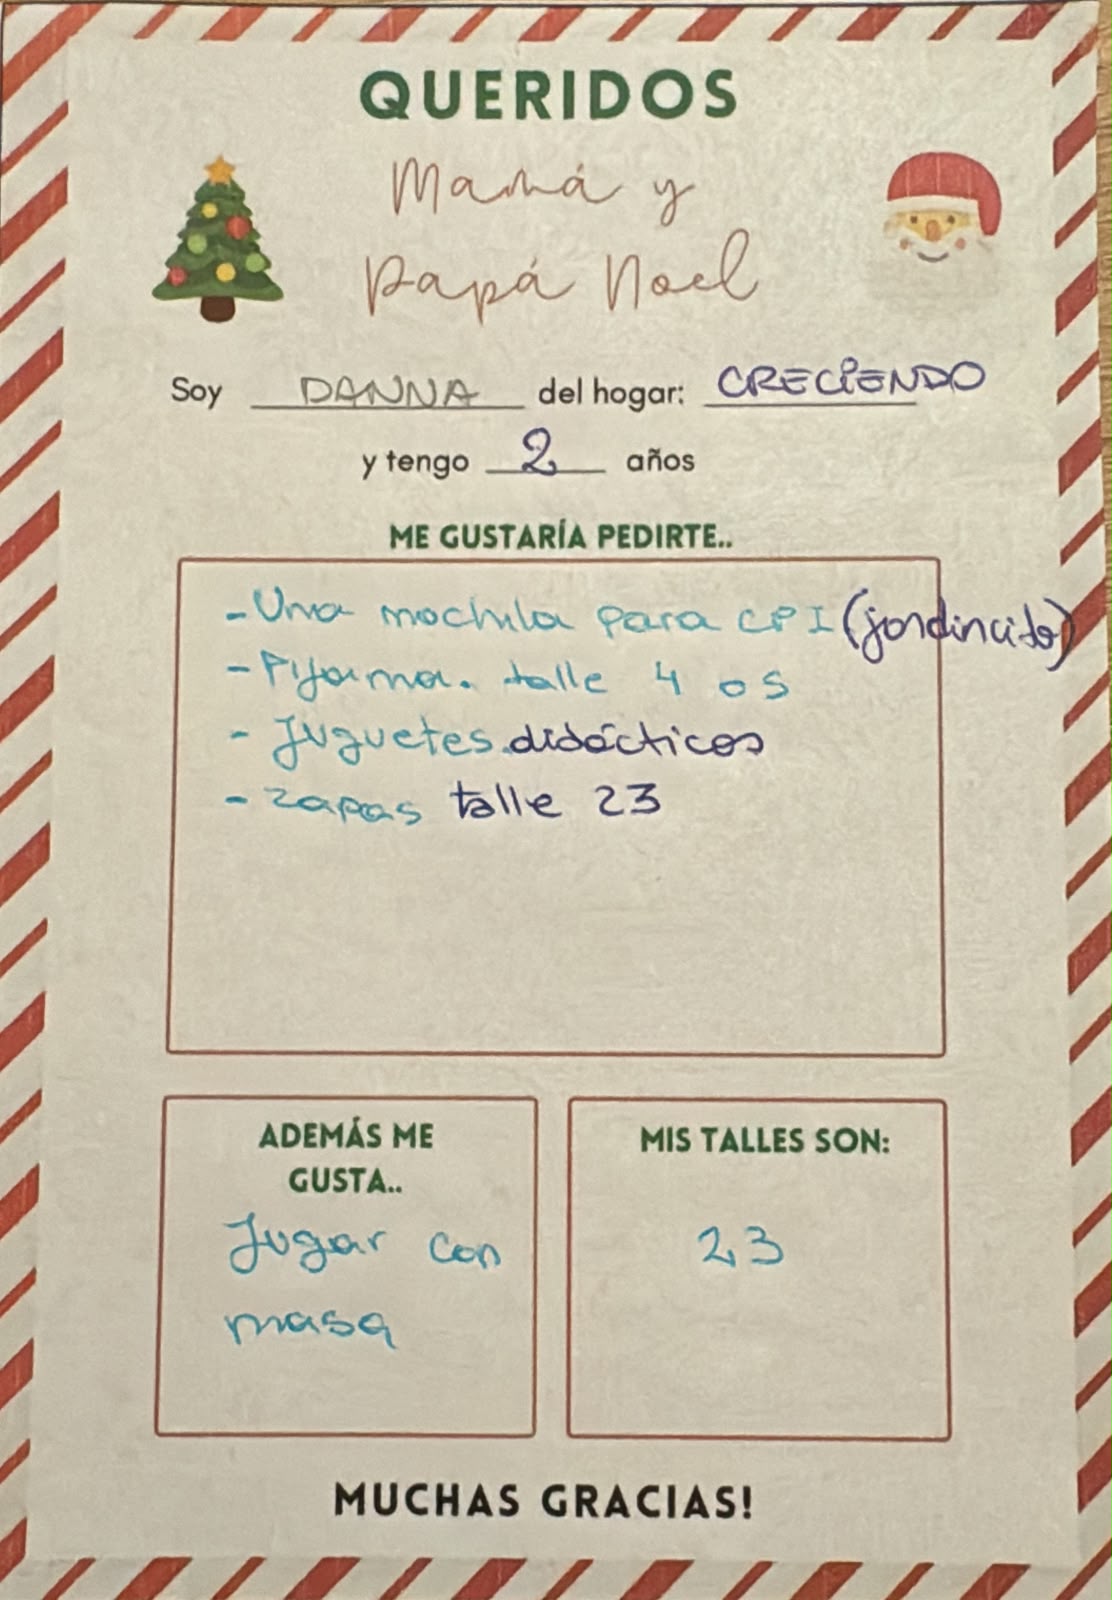 QUERIDOS
Mamá y
Papá Noel
Soy DANNA del hogar: CRECIENDO
y tengo 2 años
ME GUSTARÍA PEDIRTE..
- Una mochila para CPI (jardincito)
- Pijama. talle 4 o 5
- Juguetes. didácticos
- zapas talle 23
ADEMÁS ME
GUSTA..
Jugar con
masa
MIS TALLES SON:
23
MUCHAS GRACIAS!